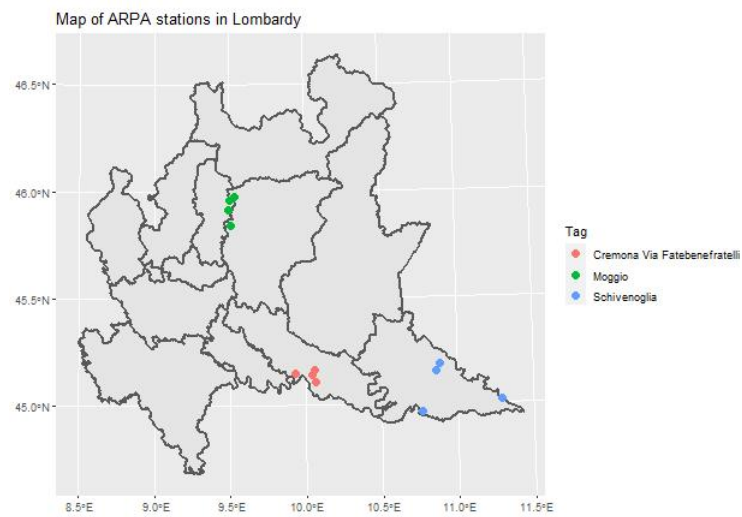 Map of ARPA stations in Lombardy
46.5°N
46.0°N
45.5°N
45.0°N
8.5°E 9.0°E 9.5°E 10.0°E 10.5°E 11.0°E 11.5°E
Tag
Cremona Via Fatebenefratelli
Moggio
Schivenoglia